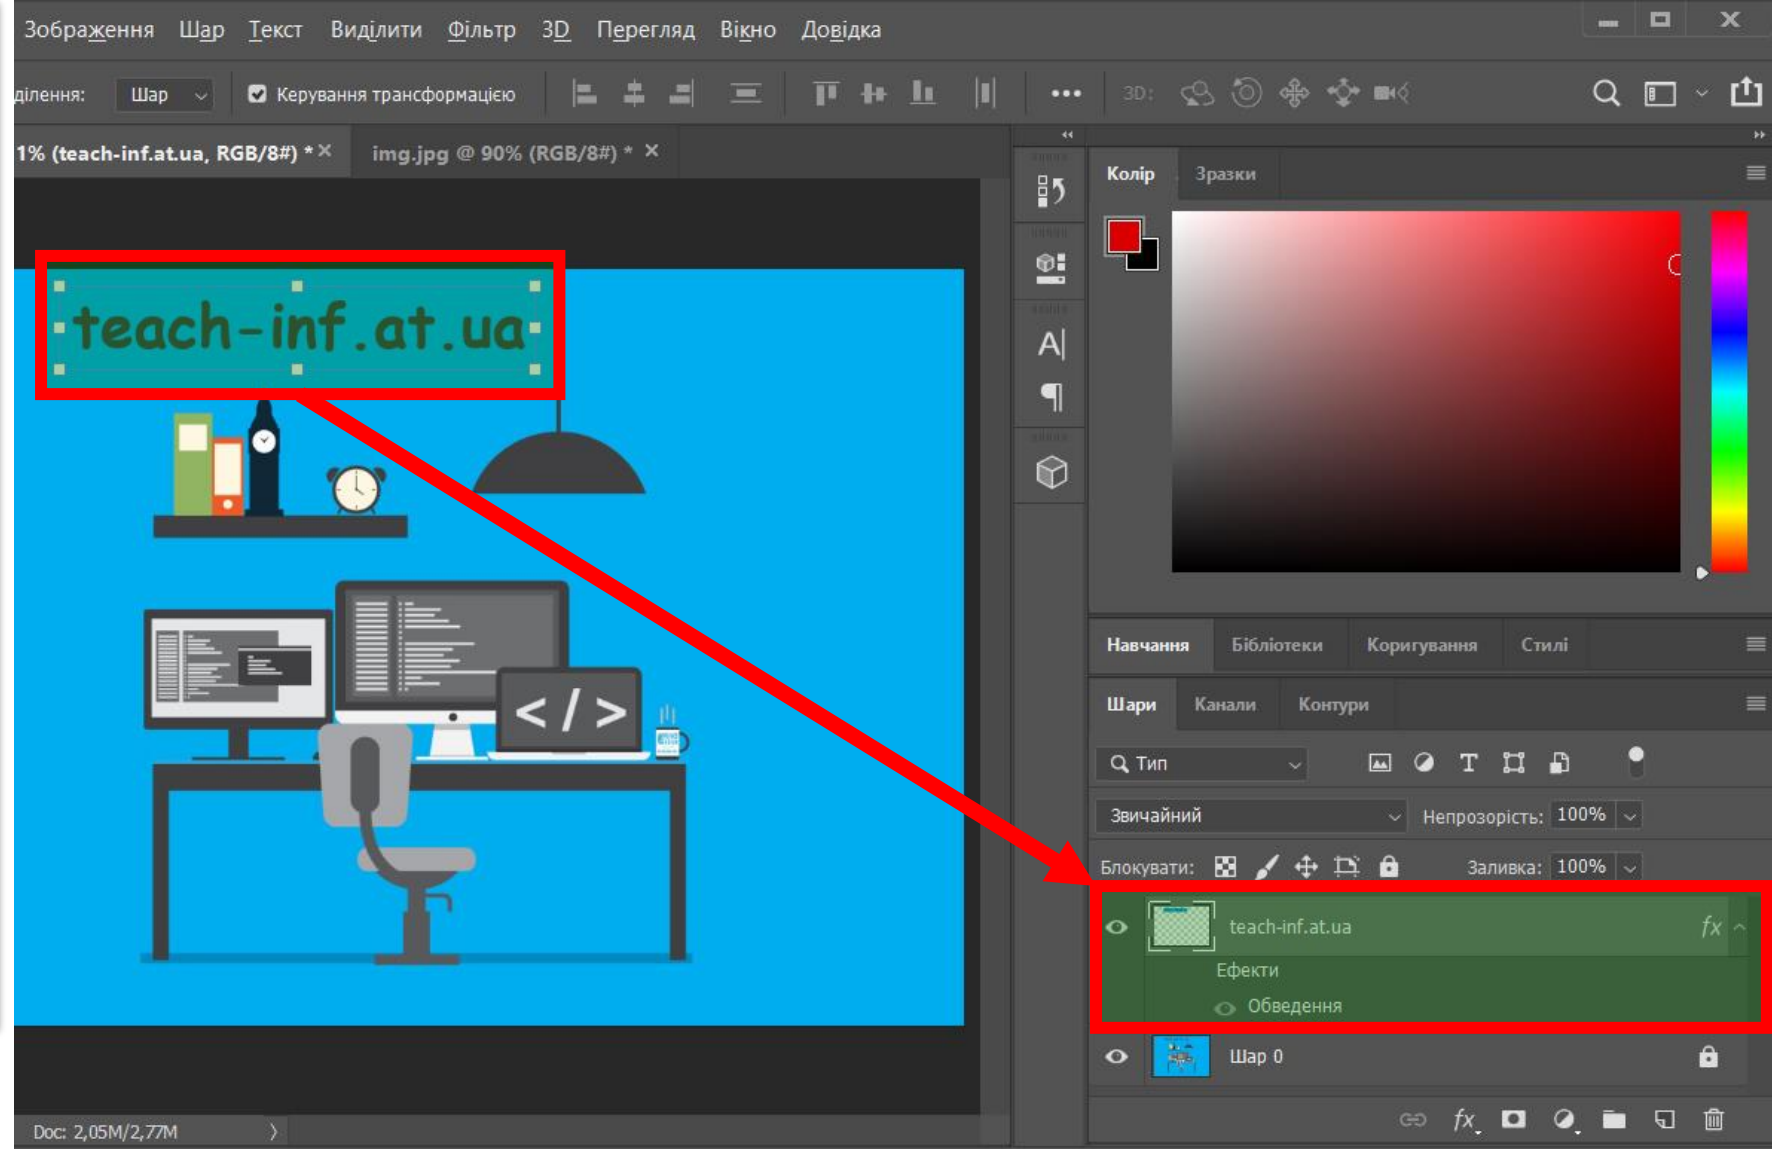 Зображення Шар Текст Виділити Фільтр 3D Перегляд Вікно Довідка
ділення: Шар Керування трансформацією 3D:
1% (teach-inf.at.ua, RGB/8#) * × img.jpg @ 90% (RGB/8#) * ×
Колір Зразки
teach-inf.at.ua
</>
Навчання Бібліотеки Коригування Стилі
Шари Канали Контури
Тип
Звичайний Непрозорість: 100%
Блокувати: Заливка: 100%
teach-inf.at.ua fx
Ефекти
Обведення
Шар 0
fx
Doc: 2,05M/2,77M